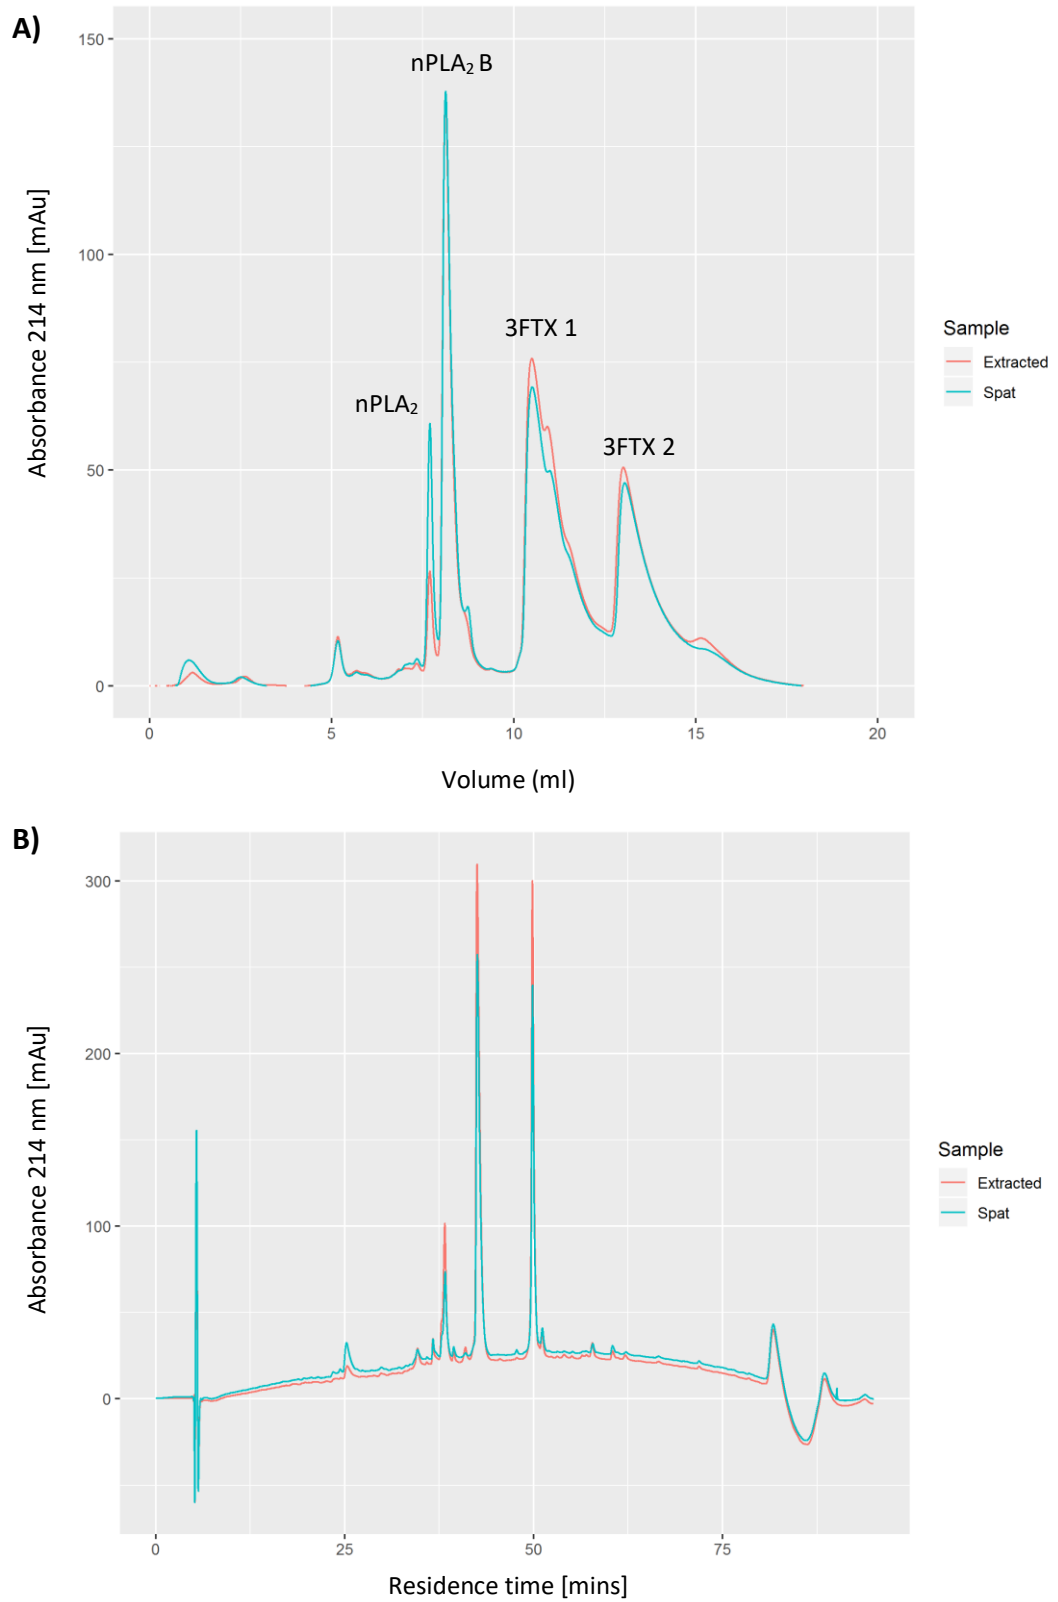 A)
Absorbance 214 nm [mAu]
150
100
50
0
nPLA₂ B
nPLA₂
3FTX 1
3FTX 2
0 5 10 15 20
Volume (ml)
Sample
Extracted
Spat
B)
Absorbance 214 nm [mAu]
300
200
100
0
0 25 50 75
Residence time [mins]
Sample
Extracted
Spat